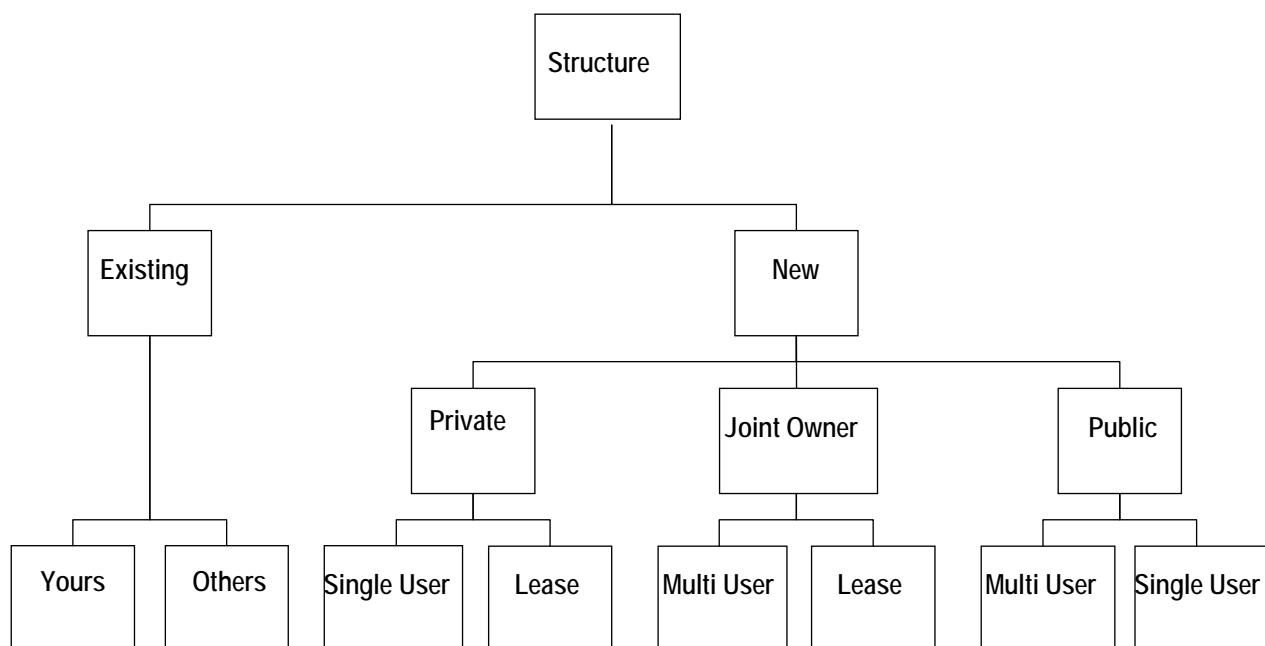 Structure
Existing
New
Private
Joint Owner
Public
Yours
Others
Single User
Lease
Multi User
Lease
Multi User
Single User